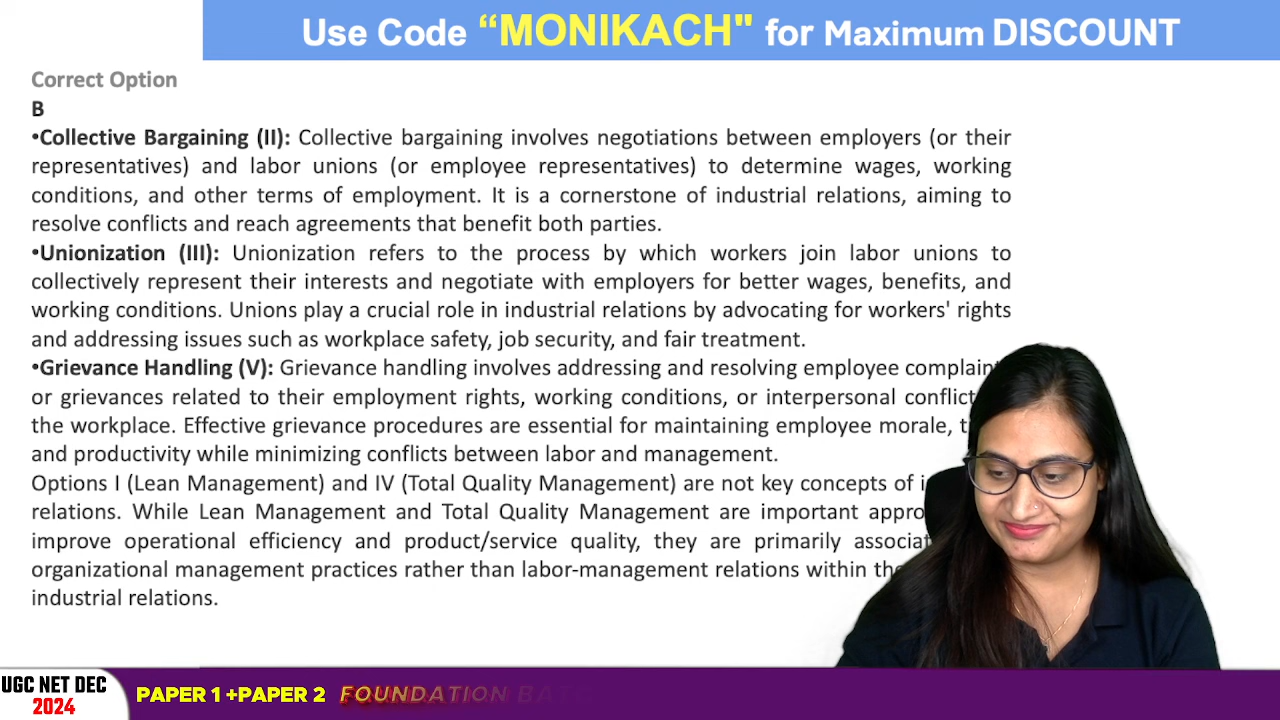 Use Code “MONIKACH" for Maximum DISCOUNT
Correct Option
B
•Collective Bargaining (II): Collective bargaining involves negotiations between employers (or their
representatives) and labor unions (or employee representatives) to determine wages, working
conditions, and other terms of employment. It is a cornerstone of industrial relations, aiming to
resolve conflicts and reach agreements that benefit both parties.
•Unionization (III): Unionization refers to the process by which workers join labor unions to
collectively represent their interests and negotiate with employers for better wages, benefits, and
working conditions. Unions play a crucial role in industrial relations by advocating for workers' rights
and addressing issues such as workplace safety, job security, and fair treatment.
•Grievance Handling (V): Grievance handling involves addressing and resolving employee
or grievances related to their employment rights, working conditions, or interpersonal
the workplace. Effective grievance procedures are essential for maintaining employee morale,
and productivity while minimizing conflicts between labor and management.
Options I (Lean Management) and IV (Total Quality Management) are not key concepts of
relations. While Lean Management and Total Quality Management are important
improve operational efficiency and product/service quality, they are primarily
organizational management practices rather than labor-management relations within
industrial relations.
UGC NET DEC
2024
PAPER 1 +PAPER 2 FOUNDATION